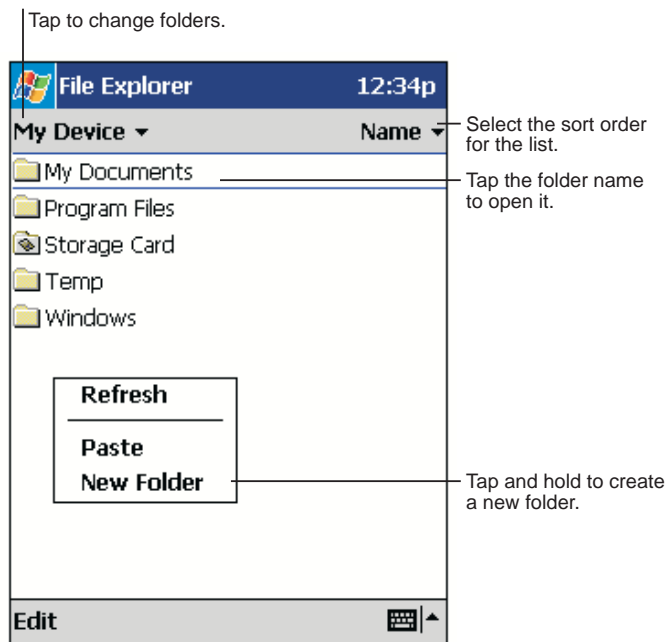 Tap to change folders.
File Explorer 12:34p
My Device Name
Select the sort order
for the list.
My Documents
Tap the folder name
to open it.
Program Files
Storage Card
Temp
Windows
Refresh
Paste
New Folder
Tap and hold to create
a new folder.
Edit